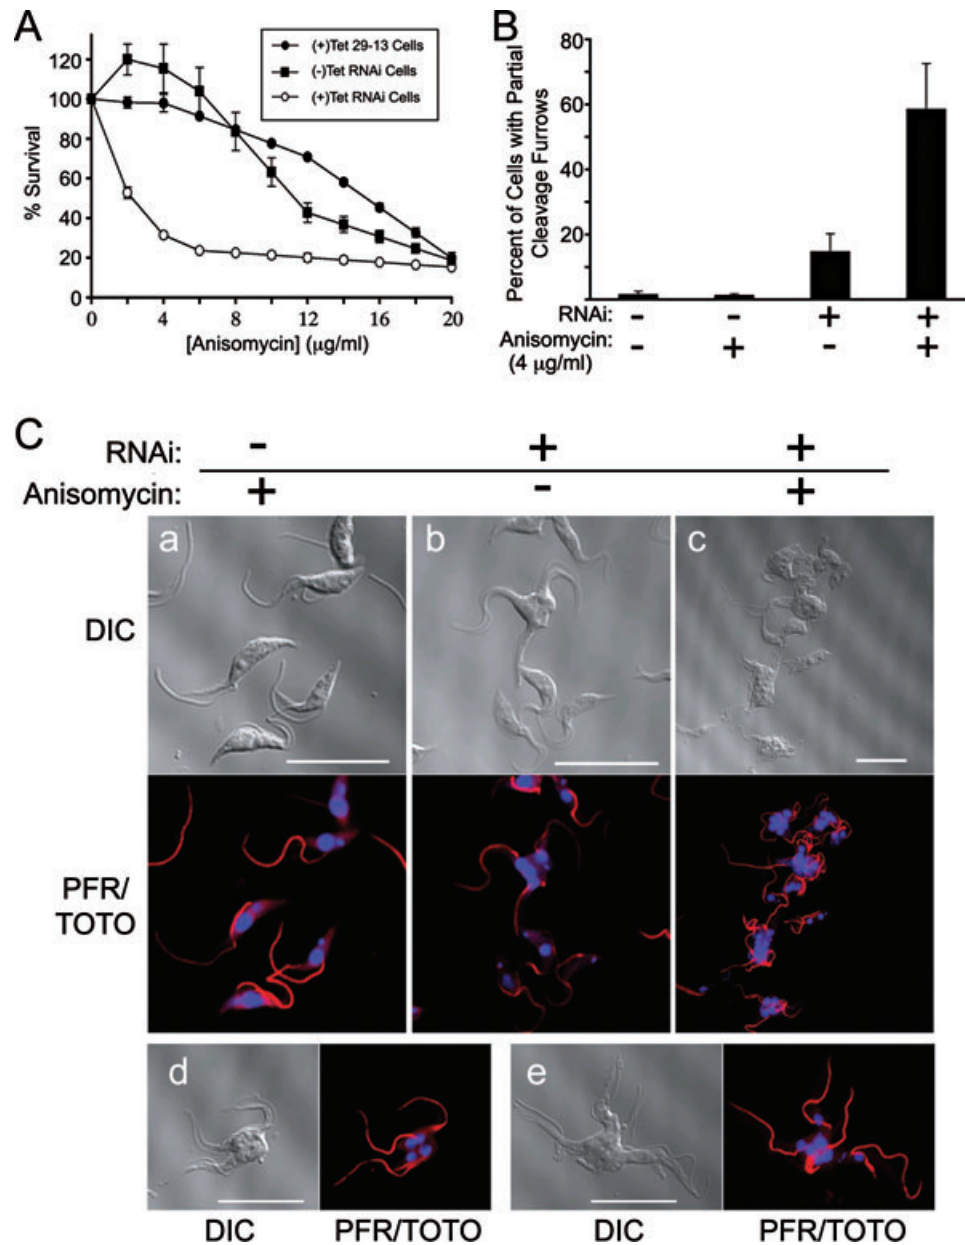 A
120
100
80
60
40
20
0
% Survival
0 4 8 12 16 20
[Anisomycin] (μg/ml)
(+)Tet 29-13 Cells
(-)Tet RNAi Cells
(+)Tet RNAi Cells
B
80
60
40
20
Percent of Cells with Partial
Cleavage Furrows
RNAi: - - + +
Anisomycin: - + - +
(4 μg/ml)
C
RNAi: - + +
Anisomycin: + - +
a b c
DIC
PFR/
TOTO
d e
DIC PFR/TOTO DIC PFR/TOTO